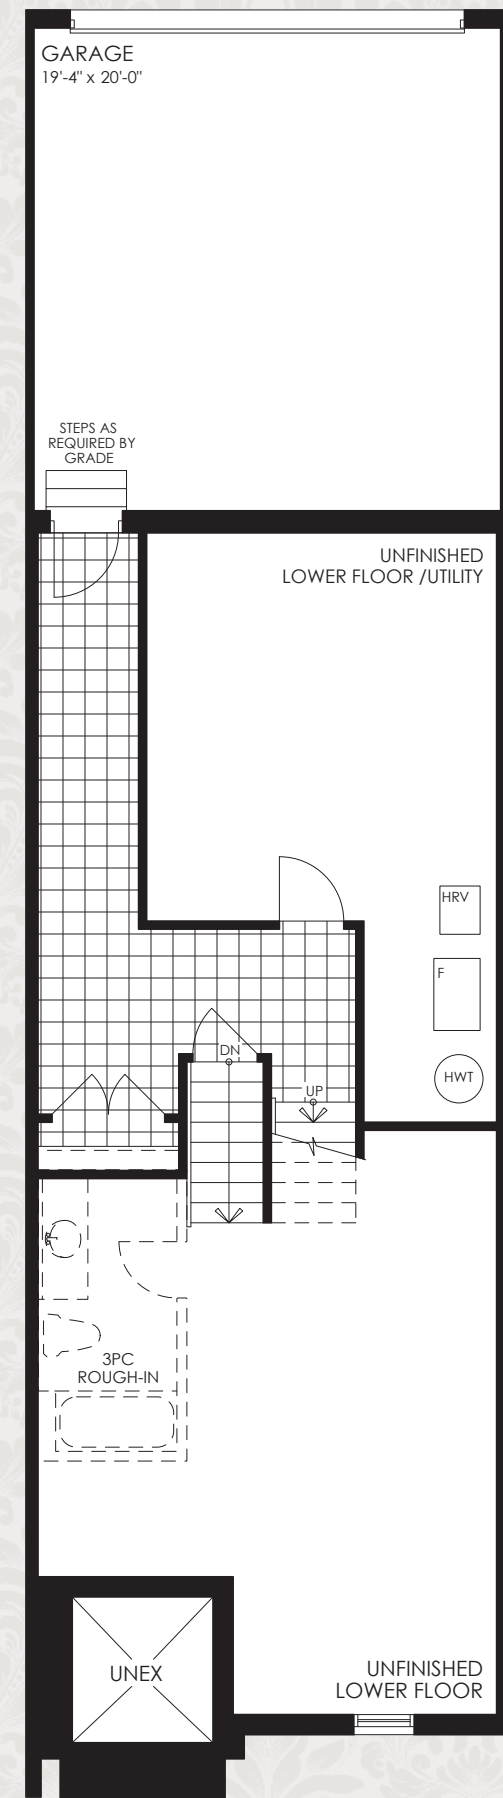 GARAGE
19'-4" x 20'-0"
STEPS AS
REQUIRED BY
GRADE
UNFINISHED
LOWER FLOOR /UTILITY
HRV
F
HWT
DN
UP
3PC
ROUGH-IN
UNEX
UNFINISHED
LOWER FLOOR